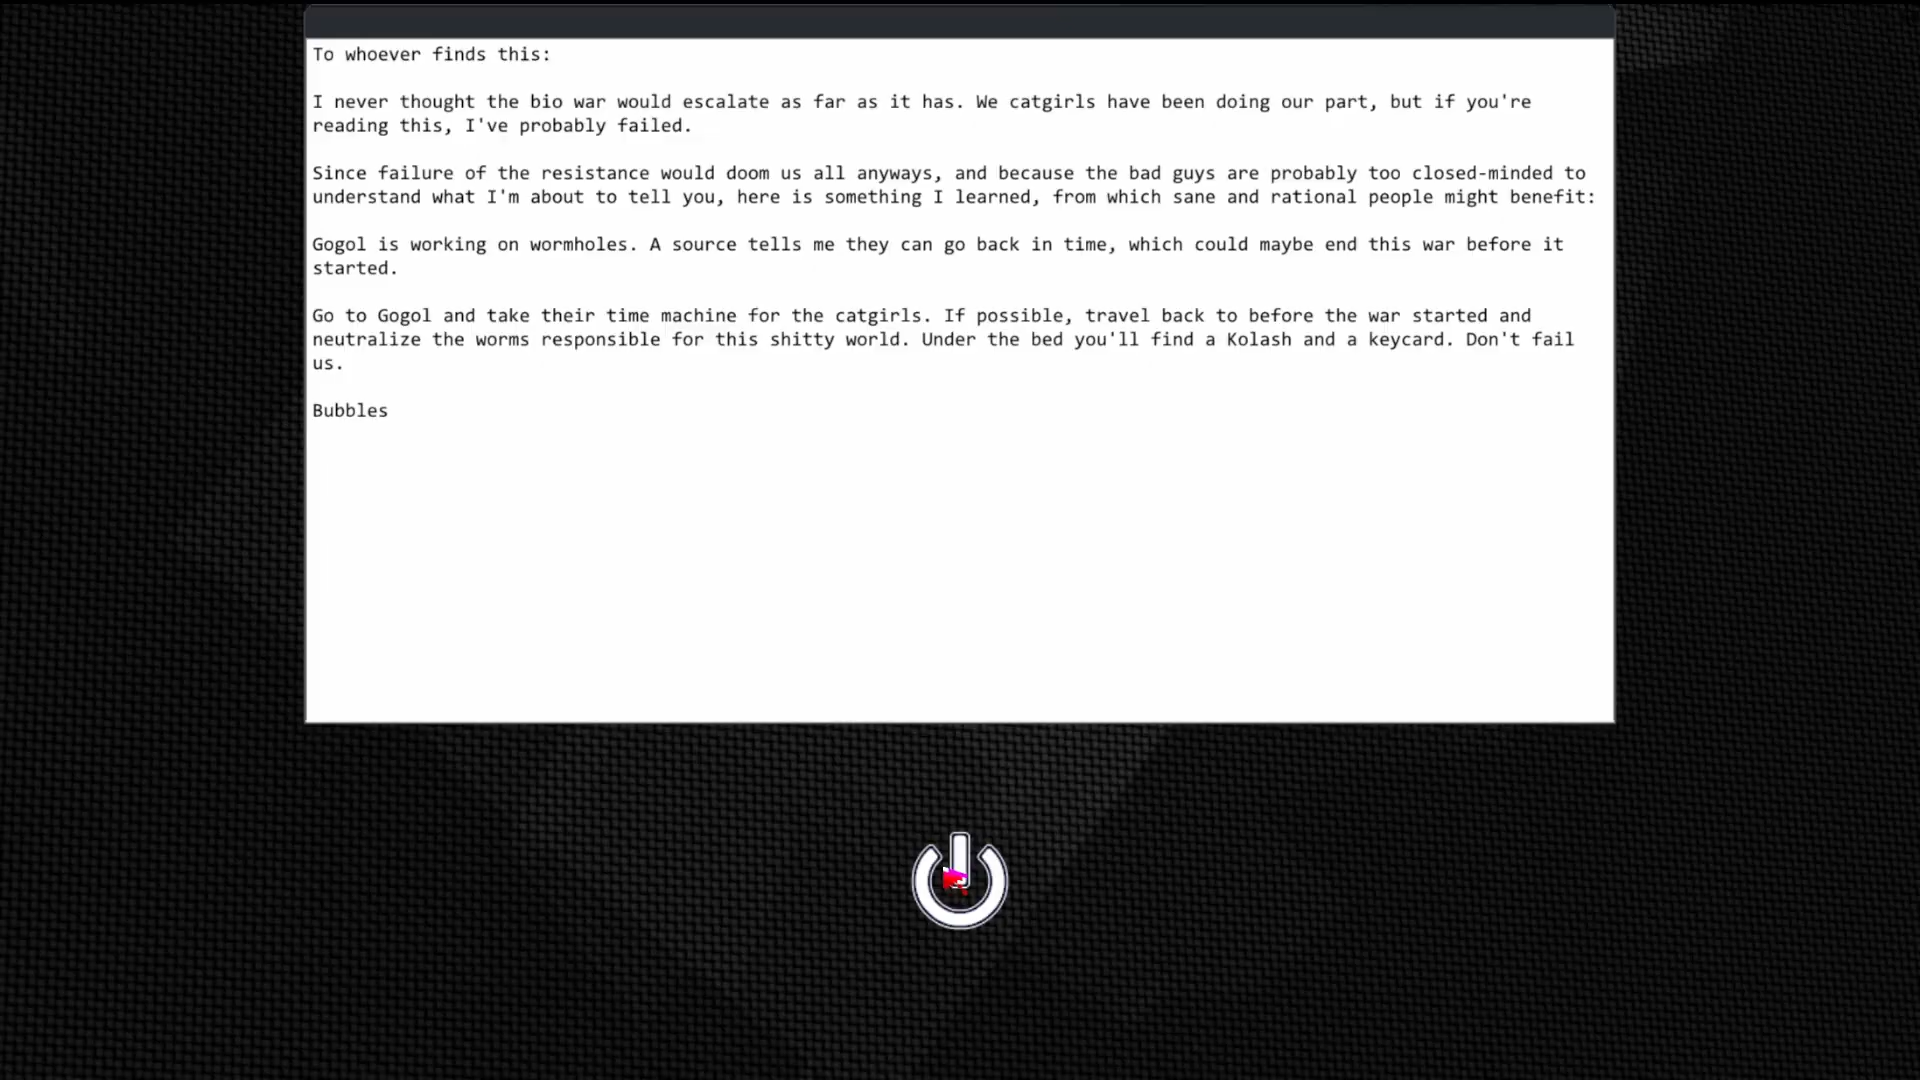 To whoever finds this:
I never thought the bio war would escalate as far as it has. We catgirls have been doing our part, but if you're
reading this, I've probably failed.
Since failure of the resistance would doom us all anyways, and because the bad guys are probably too closed-minded to
understand what I'm about to tell you, here is something I learned, from which sane and rational people might benefit:
Gogol is working on wormholes. A source tells me they can go back in time, which could maybe end this war before it
started.
Go to Gogol and take their time machine for the catgirls. If possible, travel back to before the war started and
neutralize the worms responsible for this shitty world. Under the bed you'll find a Kolash and a keycard. Don't fail
us.
Bubbles